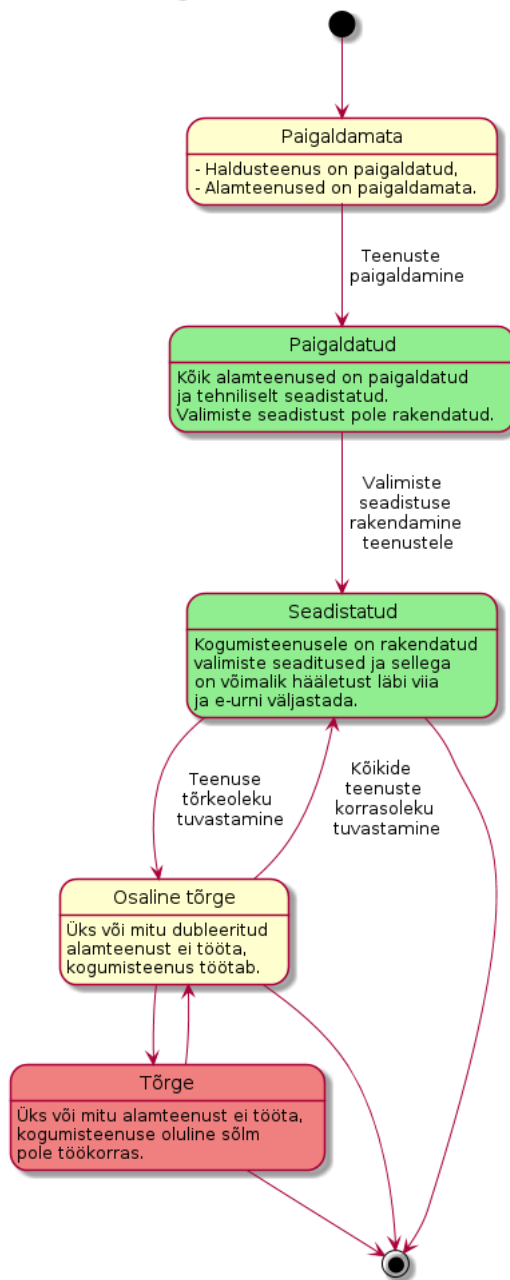 Paigaldamata
- Haldusteenus on paigaldatud,
- Alamteenused on paigaldamata.
Teenuste
paigaldamine
Paigaldatud
Kõik alamteenused on paigaldatud
ja tehniliselt seadistatud.
Valimiste seadistust pole rakendatud.
Valimiste
seadistuse
rakendamine
teenustele
Seadistatud
Kogumisteenusele on rakendatud
valimiste seaditused ja sellega
on võimalik hääletust läbi viia
ja e-urni väljastada.
Teenuse
tõrkeoleku
tuvastamine
Kõikide
teenuste
korrasoleku
tuvastamine
Osaline tõrge
Üks või mitu dubleeritud
alamteenust ei tööta,
kogumisteenus töötab.
Tõrge
Üks või mitu alamteenust ei tööta,
kogumisteenuse oluline sõlm
pole töökorras.